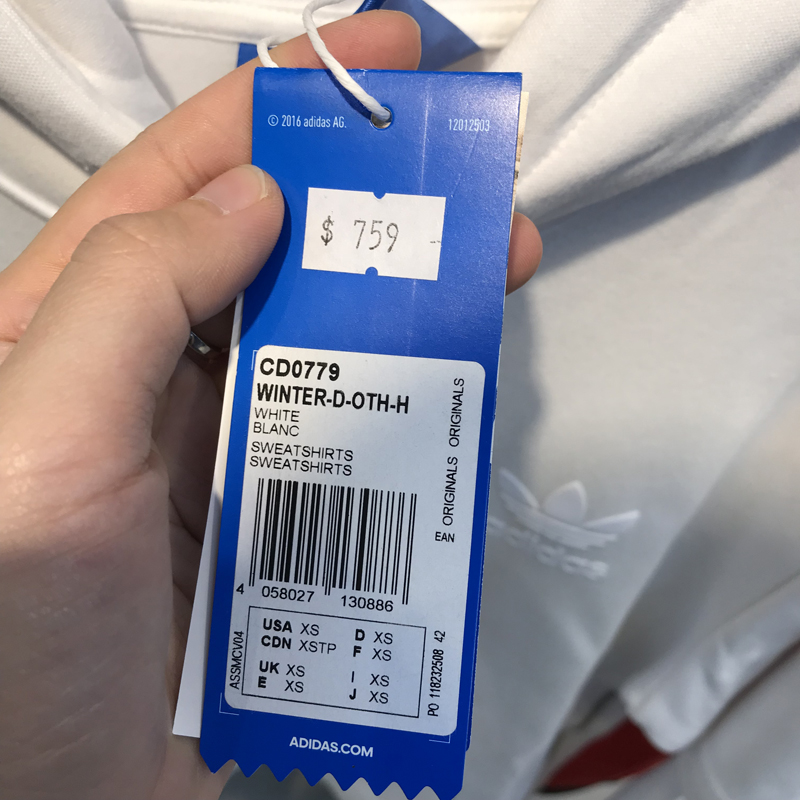 © 2016 adidas AG.
12012503
$ 759
CD0779
WINTER-D-OTH-H
WHITE
BLANC
SWEATSHIRTS
SWEATSHIRTS
ORIGINALS ORIGINALS
EAN
4 058027 130886
USA XS D XS
CDN XSTP F XS
UK XS I XS
E XS J XS
ASSMCV04
PO 118232508 42
ADIDAS.COM
adidas